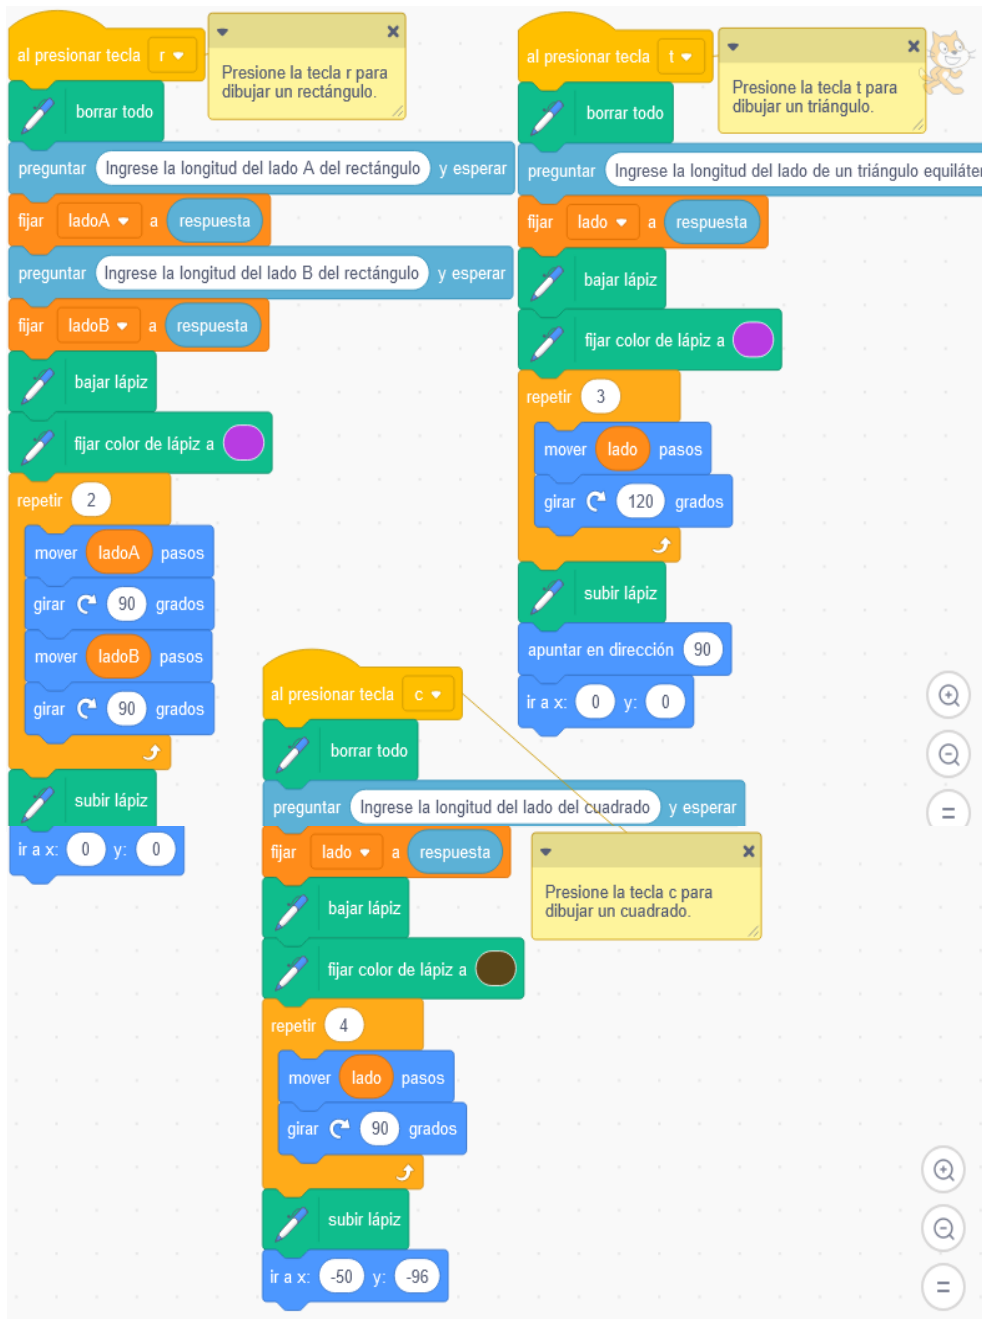 al presionar tecla r
Presione la tecla r para
dibujar un rectángulo.
borrar todo
preguntar Ingrese la longitud del lado A del rectángulo y esperar
fijar ladoA a respuesta
preguntar Ingrese la longitud del lado B del rectángulo y esperar
fijar ladoB a respuesta
bajar lápiz
fijar color de lápiz a
repetir 2
mover ladoA pasos
girar 90 grados
mover ladoB pasos
girar 90 grados
subir lápiz
ir a x: 0 y: 0
al presionar tecla t
Presione la tecla t para
dibujar un triángulo.
borrar todo
preguntar Ingrese la longitud del lado de un triángulo equiláter
fijar lado a respuesta
bajar lápiz
fijar color de lápiz a
repetir 3
mover lado pasos
girar 120 grados
subir lápiz
apuntar en dirección 90
ir a x: 0 y: 0
al presionar tecla c
borrar todo
preguntar Ingrese la longitud del lado del cuadrado y esperar
fijar lado a respuesta
Presione la tecla c para
dibujar un cuadrado.
bajar lápiz
fijar color de lápiz a
repetir 4
mover lado pasos
girar 90 grados
subir lápiz
ir a x: -50 y: -96